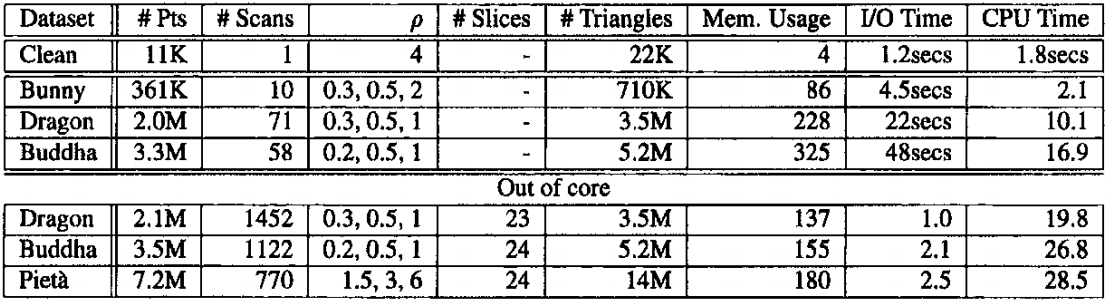 Dataset # Pts # Scans ρ # Slices # Triangles Mem. Usage I/O Time CPU Time
Clean 11K 1 4 - 22K 4 1.2secs 1.8secs
Bunny 361K 10 0.3, 0.5, 2 - 710K 86 4.5secs 2.1
Dragon 2.0M 71 0.3, 0.5, 1 - 3.5M 228 22secs 10.1
Buddha 3.3M 58 0.2, 0.5, 1 - 5.2M 325 48secs 16.9
Out of core
Dragon 2.1M 1452 0.3, 0.5, 1 23 3.5M 137 1.0 19.8
Buddha 3.5M 1122 0.2, 0.5, 1 24 5.2M 155 2.1 26.8
Pietà 7.2M 770 1.5, 3, 6 24 14M 180 2.5 28.5